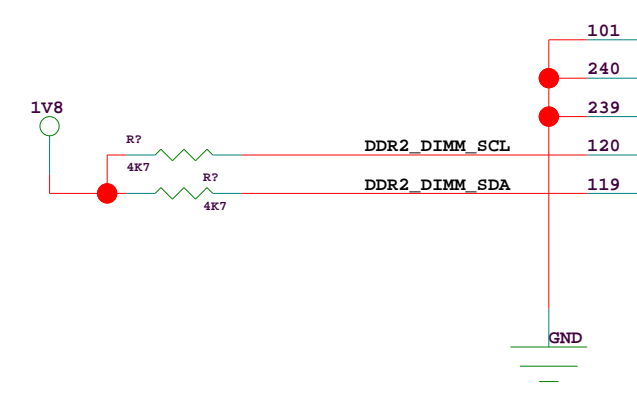 101
240
239
1V8
R?
DDR2_DIMM_SCL
120
4K7
R?
DDR2_DIMM_SDA
119
4K7
GND